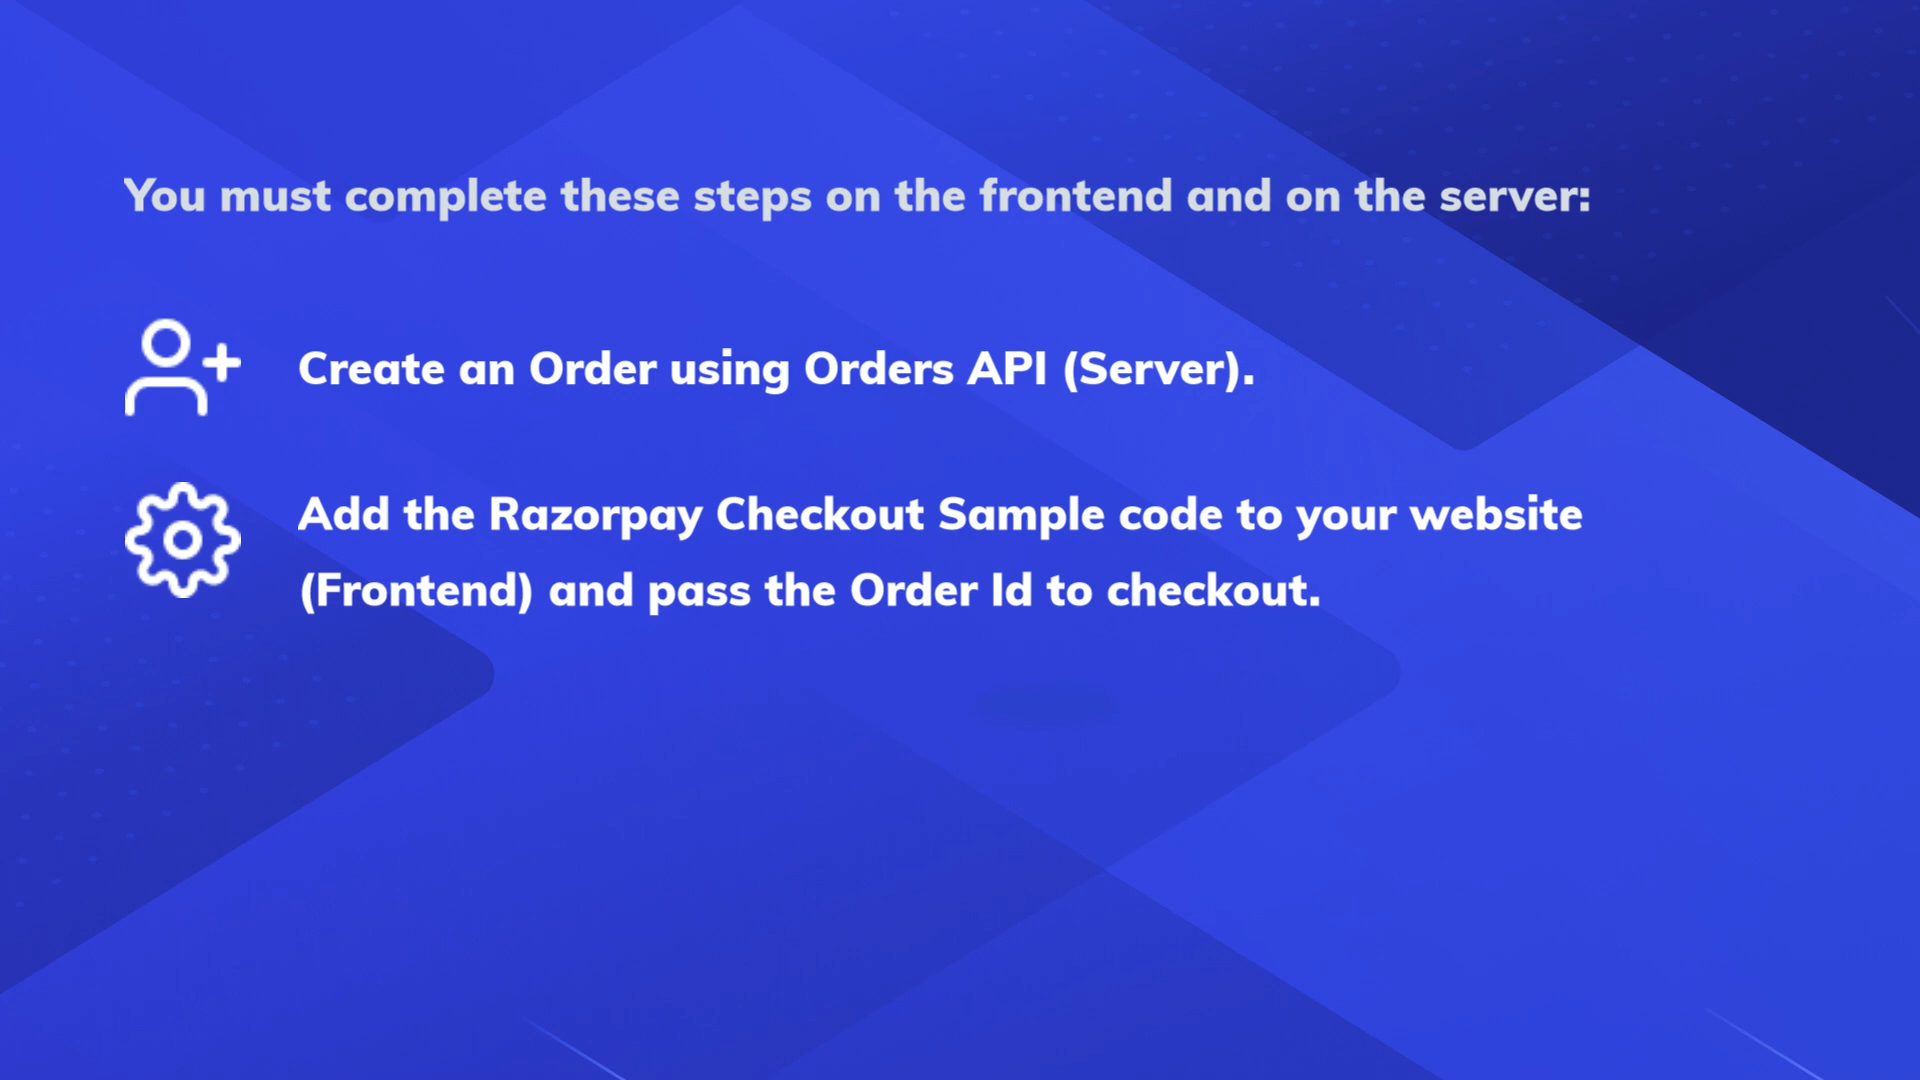 You must complete these steps on the frontend and on the server:
Create an Order using Orders API (Server).
Add the Razorpay Checkout Sample code to your website
(Frontend) and pass the Order Id to checkout.